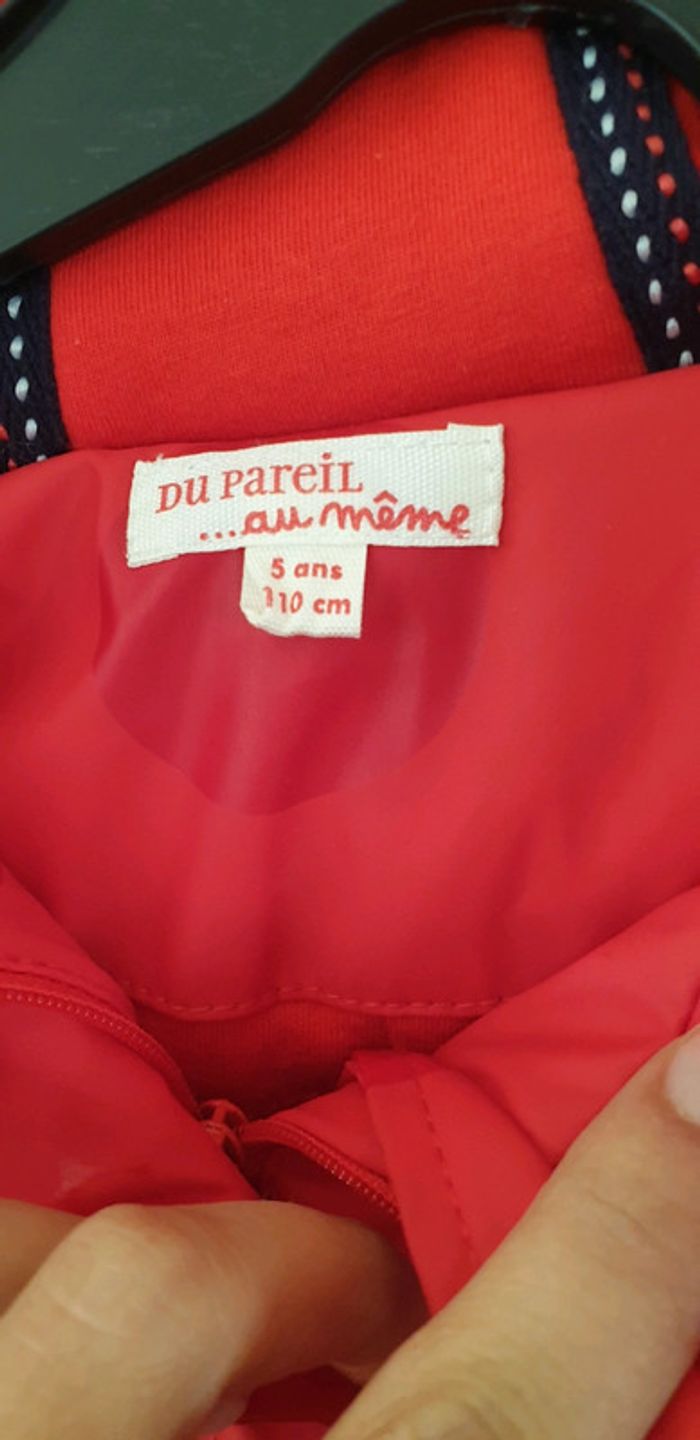 DU PAREIL
...au même
5 ans
110 cm